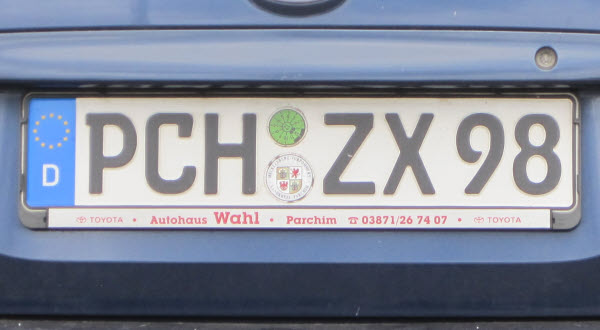 D PCH ZX 98
TOYOTA • Autohaus Wahl • Parchim ☎ 03871/26 74 07 • TOYOTA